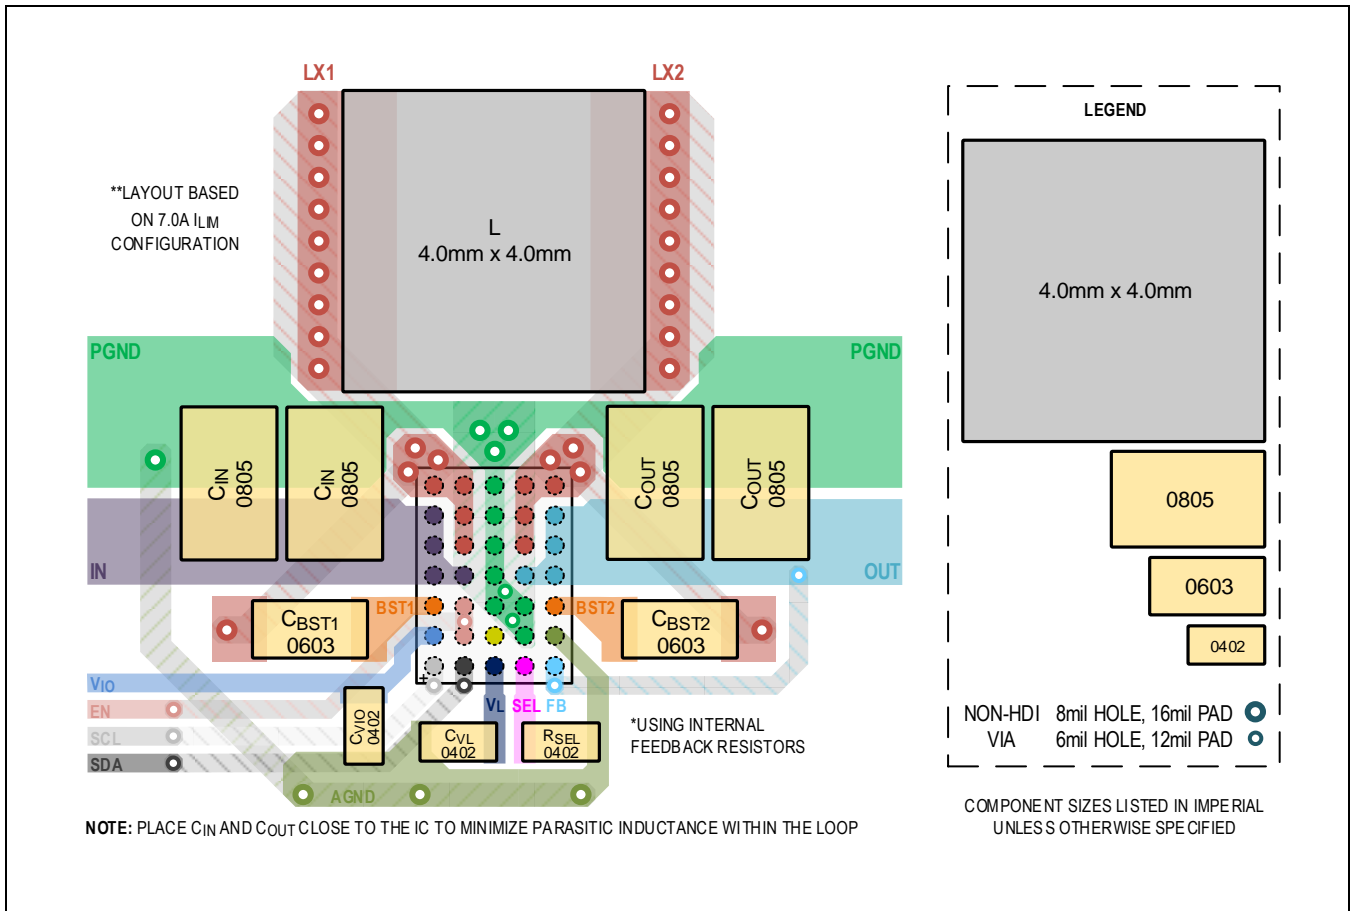 LX1
LX2
**LAYOUT BASED
ON 7.0A ILIM
CONFIGURATION
L
4.0mm x 4.0mm
PGND
PGND
CIN
0805
CIN
0805
COUT
0805
COUT
0805
IN
OUT
BST1
BST2
CBST1
0603
CBST2
0603
VIO
EN
SCL
SDA
CVIO
0402
+
VL
SEL
FB
CVL
0402
RSEL
0402
*USING INTERNAL
FEEDBACK RESISTORS
AGND
NOTE: PLACE CIN AND COUT CLOSE TO THE IC TO MINIMIZE PARASITIC INDUCTANCE WITHIN THE LOOP
LEGEND
4.0mm x 4.0mm
0805
0603
0402
NON-HDI 8mil HOLE, 16mil PAD
VIA 6mil HOLE, 12mil PAD
COMPONENT SIZES LISTED IN IMPERIAL
UNLESS OTHERWISE SPECIFIED